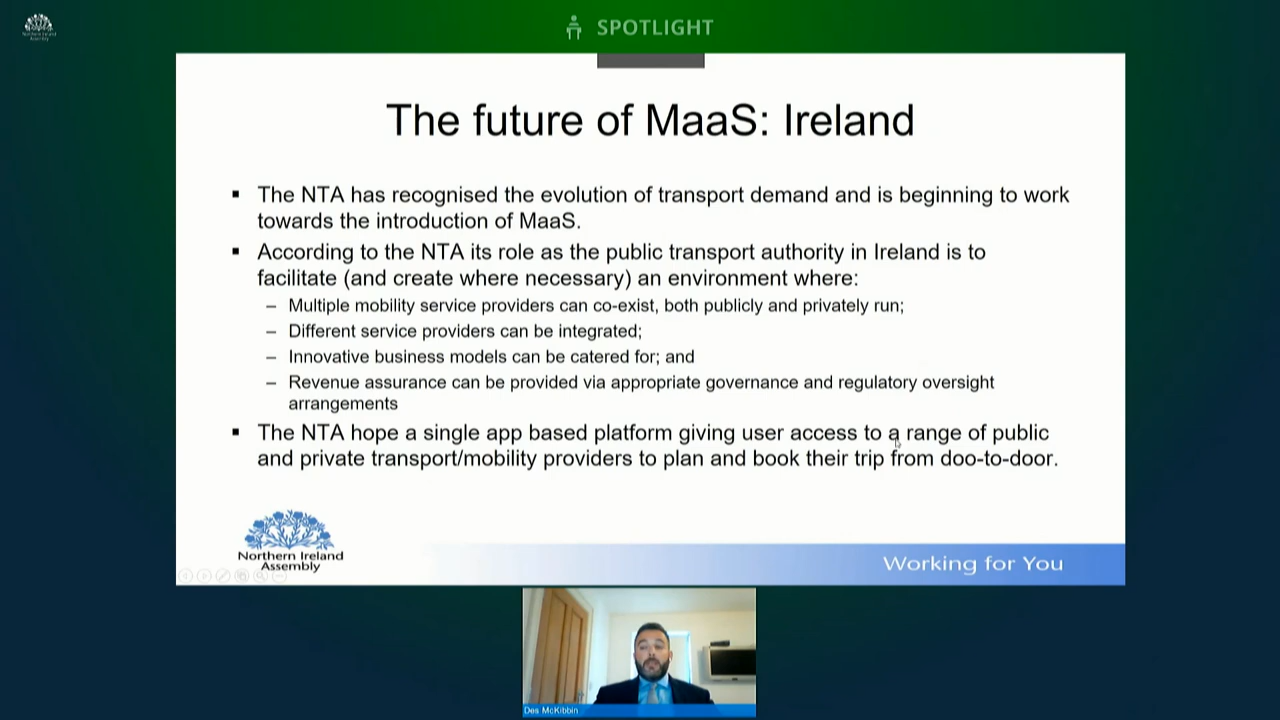 Northern Ireland
Assembly
SPOTLIGHT
The future of MaaS: Ireland
▪ The NTA has recognised the evolution of transport demand and is beginning to work
towards the introduction of MaaS.
▪ According to the NTA its role as the public transport authority in Ireland is to
facilitate (and create where necessary) an environment where:
– Multiple mobility service providers can co-exist, both publicly and privately run;
– Different service providers can be integrated;
– Innovative business models can be catered for; and
– Revenue assurance can be provided via appropriate governance and regulatory oversight
arrangements
▪ The NTA hope a single app based platform giving user access to a range of public
and private transport/mobility providers to plan and book their trip from doo-to-door.
Northern Ireland
Assembly
Working for You
Des McKibbin